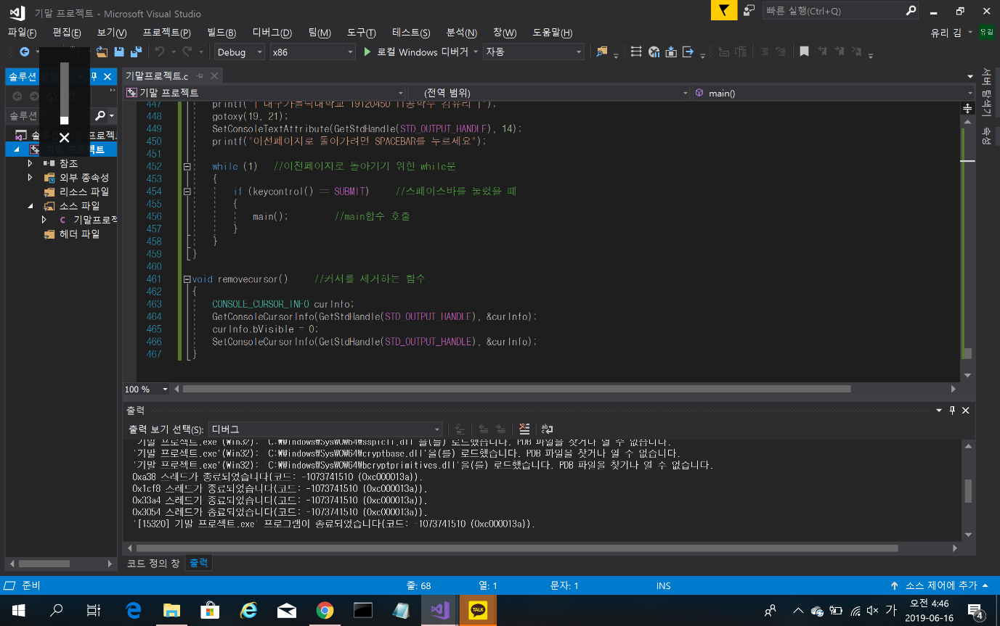 기말 프로젝트 - Microsoft Visual Studio
빠른 실행(Ctrl+Q)
파일(F) 편집(E) 보기(V) 프로젝트(P) 빌드(B) 디버그(D) 팀(M) 도구(T) 테스트(S) 분석(N) 창(W) 도움말(H)
유리 김 유김
Debug x86 로컬 Windows 디버거 자동
솔루션
솔루션
솔
프로젝트
참조
외부 종속성
리소스 파일
소스 파일
C 기말프로젝
헤더 파일
기말프로젝트.c
기말 프로젝트 (전역 범위) main()
447 printf("| 대구가톨릭대학교 19120450 IT공학부 김유리 |");
448 gotoxy(19, 21);
449 SetConsoleTextAttribute(GetStdHandle(STD_OUTPUT_HANDLE), 14);
450 printf("이전페이지로 돌아가려면 SPACEBAR를 누르세요");
451
452 while (1) //이전페이지로 돌아기기 위한 while문
453 {
454 if (keycontrol() == SUBMIT) //스페이스바를 눌렀을 때
455 {
456 main(); //main함수 호출
457 }
458 }
459 }
460
461 void removecursor() //커서를 제거하는 함수
462 {
463 CONSOLE_CURSOR_INFO curInfo;
464 GetConsoleCursorInfo(GetStdHandle(STD_OUTPUT_HANDLE), &curInfo);
465 curInfo.bVisible = 0;
466 SetConsoleCursorInfo(GetStdHandle(STD_OUTPUT_HANDLE), &curInfo);
467 }
100 %
서버 탐색기
속성
출력
출력 보기 선택(S): 디버그
'기말 프로젝트.exe'(Win32): 'C:\Windows\SysWOW64\sspicli.dll'을(를) 로드했습니다. PDB 파일을 찾거나 열 수 없습니다.
'기말 프로젝트.exe'(Win32): 'C:\Windows\SysWOW64\cryptbase.dll'을(를) 로드했습니다. PDB 파일을 찾거나 열 수 없습니다.
'기말 프로젝트.exe'(Win32): 'C:\Windows\SysWOW64\bcryptprimitives.dll'을(를) 로드했습니다. PDB 파일을 찾거나 열 수 없습니다.
0xa38 스레드가 종료되었습니다(코드: -1073741510 (0xc000013a)).
0x1cf8 스레드가 종료되었습니다(코드: -1073741510 (0xc000013a)).
0x33a4 스레드가 종료되었습니다(코드: -1073741510 (0xc000013a)).
0x3054 스레드가 종료되었습니다(코드: -1073741510 (0xc000013a)).
'[15320] 기말 프로젝트.exe' 프로그램이 종료되었습니다(코드: -1073741510 (0xc000013a)).
코드 정의 창 출력
준비 줄: 68 열: 1 문자: 1 INS 소스 제어에 추가
TALK
가
오전 4:46
2019-06-16
4